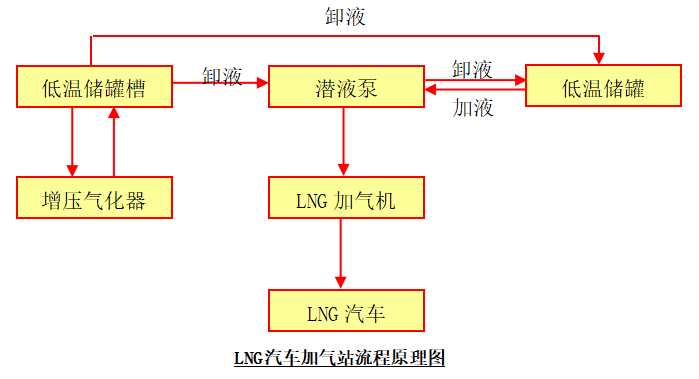 卸液
低温储罐槽
卸液
潜液泵
卸液
加液
低温储罐
增压气化器
LNG 加气机
LNG 汽车
LNG汽车加气站流程原理图